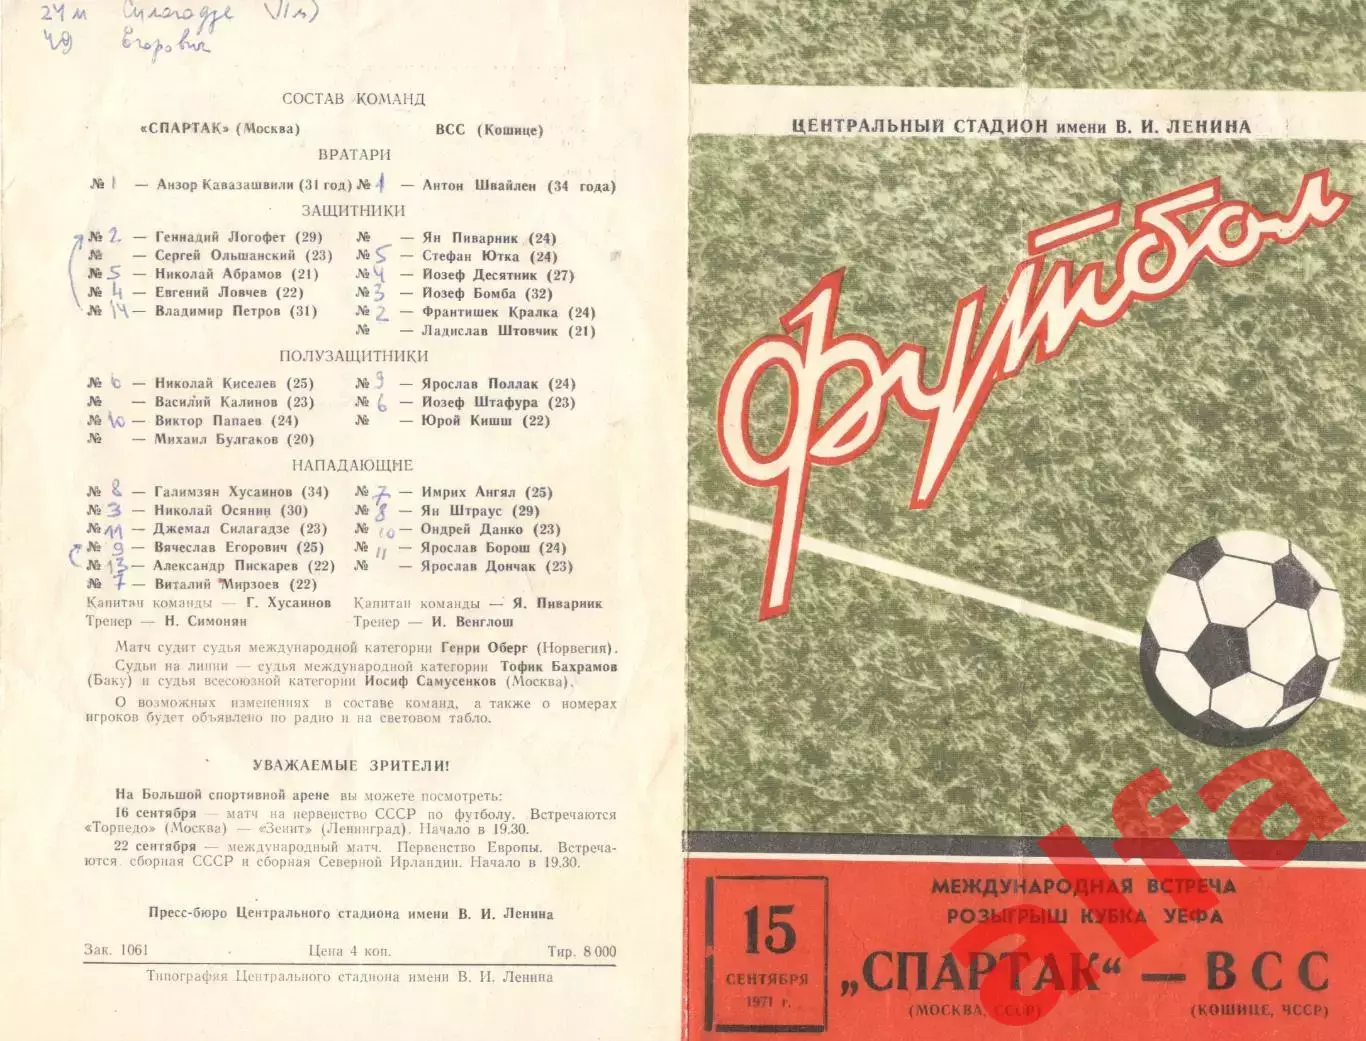 24 м Силагадзе
49 Егорович
СОСТАВ КОМАНД
«СПАРТАК» (Москва) ВСС (Кошице)
ВРАТАРИ
№ 1 — Анзор Кавазашвили (31 год) № 1 — Антон Швайлен (34 года)
ЗАЩИТНИКИ
№ 2 — Геннадий Логофет (29) № — Ян Пиварник (24)
№ — Сергей Ольшанский (23) № 5 — Стефан Ютка (24)
№ 5 — Николай Абрамов (21) № 4 — Йозеф Десятник (27)
№ 4 — Евгений Ловчев (22) № 3 — Йозеф Бомба (32)
№ 14 — Владимир Петров (31) № 2 — Франтишек Кралка (24)
№ — Ладислав Штовчик (21)
ПОЛУЗАЩИТНИКИ
№ 6 — Николай Киселев (25) № 9 — Ярослав Поллак (24)
№ — Василий Калинов (23) № 6 — Йозеф Штафура (23)
№ 10 — Виктор Папаев (24) № — Юрой Кишш (22)
№ — Михаил Булгаков (20)
НАПАДАЮЩИЕ
№ 8 — Галимзян Хусаинов (34) № 7 — Имрих Ангял (25)
№ 3 — Николай Осянин (30) № 8 — Ян Штраус (29)
№ 11 — Джемал Силагадзе (23) № 10 — Ондрей Данко (23)
№ 9 — Вячеслав Егорович (25) № 11 — Ярослав Борош (24)
№ 13 — Александр Пискарев (22) № — Ярослав Дончак (23)
№ 7 — Виталий Мирзоев (22)
Капитан команды — Г. Хусаинов Капитан команды — Я. Пиварник
Тренер — Н. Симонян Тренер — И. Венглош
Матч судит судья международной категории Генри Оберг (Норвегия).
Судьи на линии — судья международной категории Тофик Бахрамов
(Баку) и судья всесоюзной категории Иосиф Самусенков (Москва).
О возможных изменениях в составе команд, а также о номерах
игроков будет объявлено по радио и на световом табло.
УВАЖАЕМЫЕ ЗРИТЕЛИ!
На Большой спортивной арене вы можете посмотреть:
16 сентября — матч на первенство СССР по футболу. Встречаются
«Торпедо» (Москва) — «Зенит» (Ленинград). Начало в 19.30.
22 сентября — международный матч. Первенство Европы. Встреча-
ются сборная СССР и сборная Северной Ирландии. Начало в 19.30.
Пресс-бюро Центрального стадиона имени В. И. Ленина
Зак. 1061 Цена 4 коп. Тир. 8 000
Типография Центрального стадиона имени В. И. Ленина
ЦЕНТРАЛЬНЫЙ СТАДИОН имени В. И. ЛЕНИНА
футбол
МЕЖДУНАРОДНАЯ ВСТРЕЧА
РОЗЫГРЫШ КУБКА УЕФА
15
СЕНТЯБРЯ
1971 г.
„СПАРТАК“ — ВСС
(МОСКВА, СССР) (КОШИЦЕ, ЧССР)
alfa